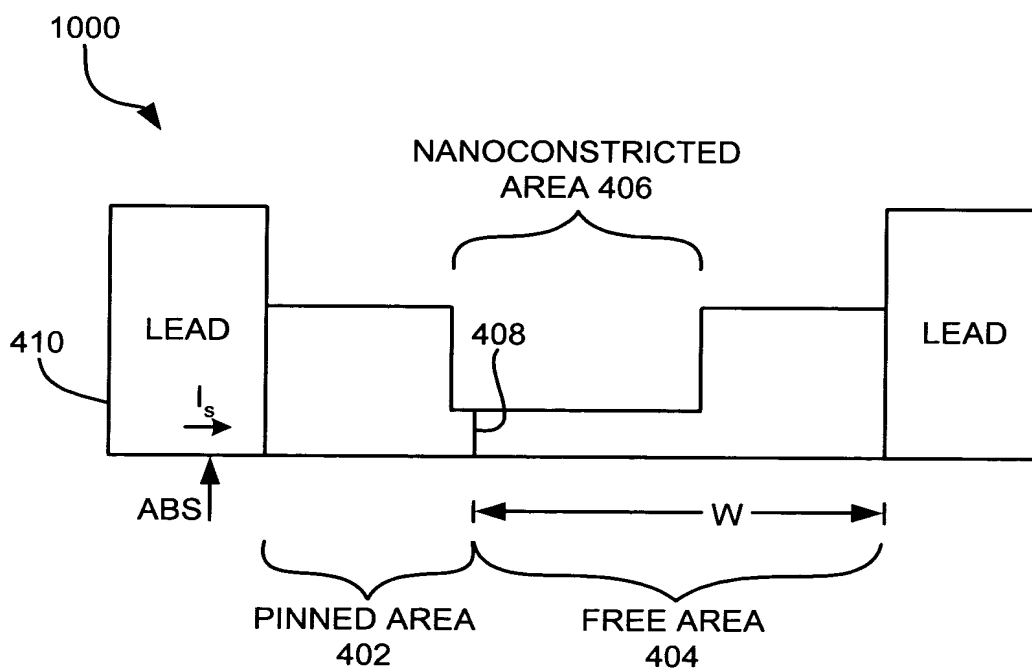 1000
NANOCONSTRICTED
AREA 406
LEAD
408
LEAD
410
Is
ABS
W
PINNED AREA
402
FREE AREA
404